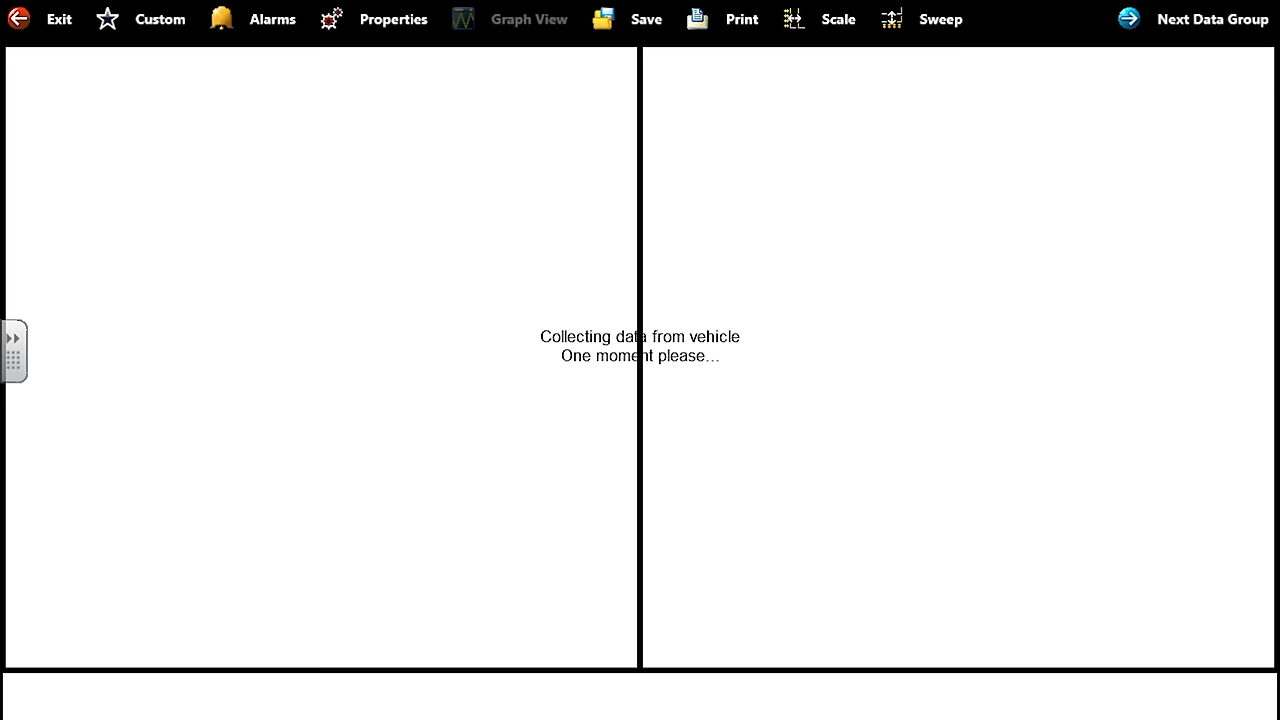 Exit Custom Alarms Properties Graph View Save Print Scale Sweep Next Data Group
Collecting data from vehicle
One moment please...